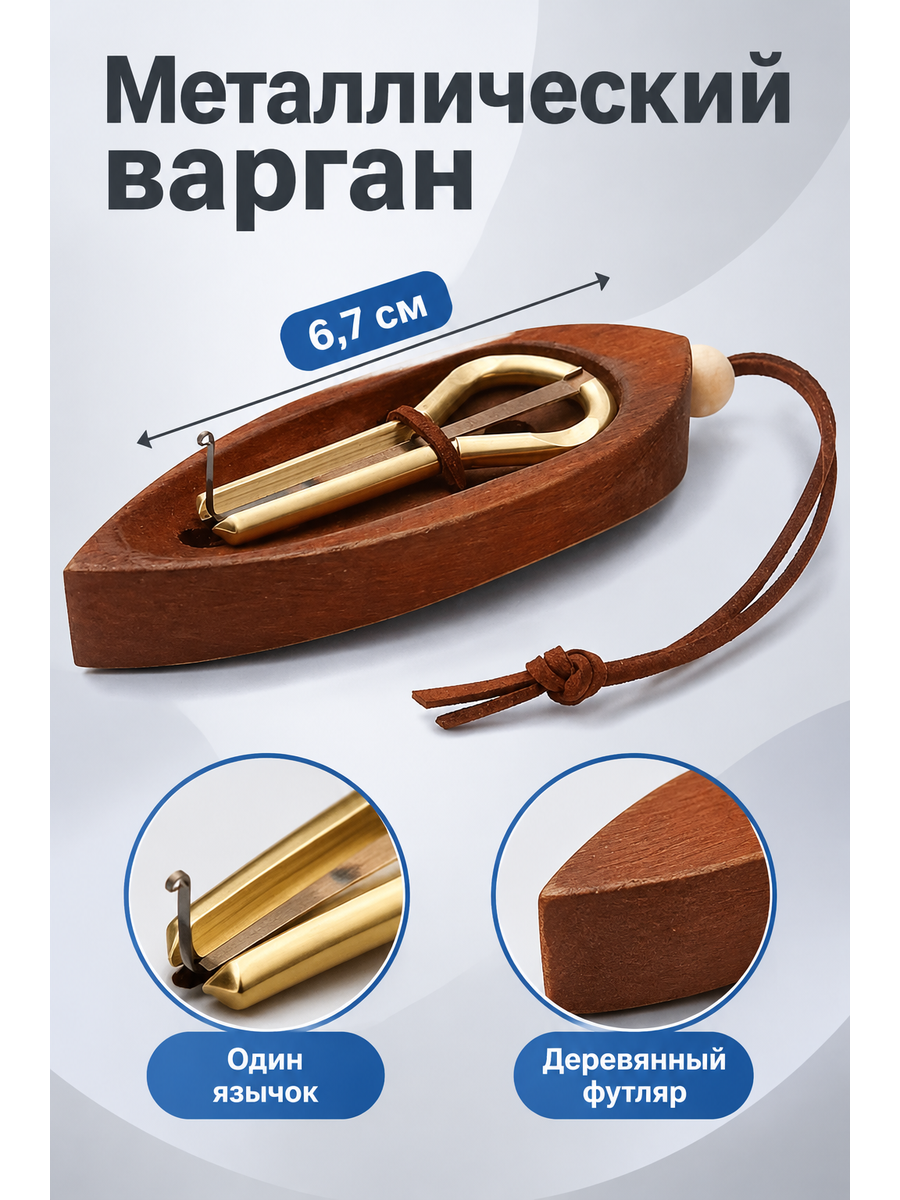 Металлический
варган
6,7 см
Один
язычок
Деревянный
футляр